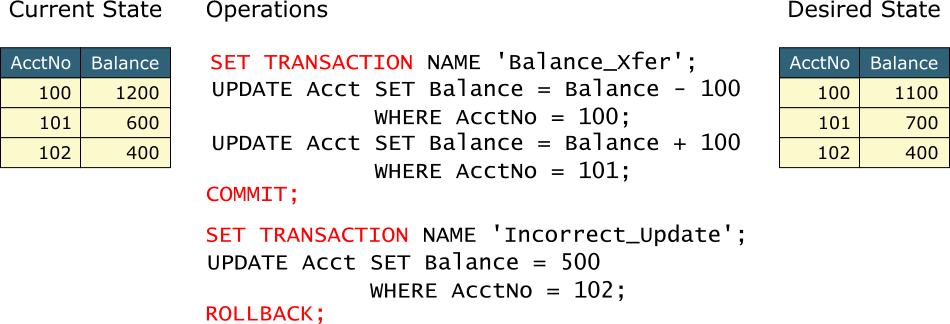 Current State
Operations
Desired State
AcctNo Balance
100 1200
101 600
102 400
SET TRANSACTION NAME 'Balance_Xfer';
UPDATE Acct SET Balance = Balance - 100
WHERE AcctNo = 100;
UPDATE Acct SET Balance = Balance + 100
WHERE AcctNo = 101;
COMMIT;
SET TRANSACTION NAME 'Incorrect_Update';
UPDATE Acct SET Balance = 500
WHERE AcctNo = 102;
ROLLBACK;
AcctNo Balance
100 1100
101 700
102 400